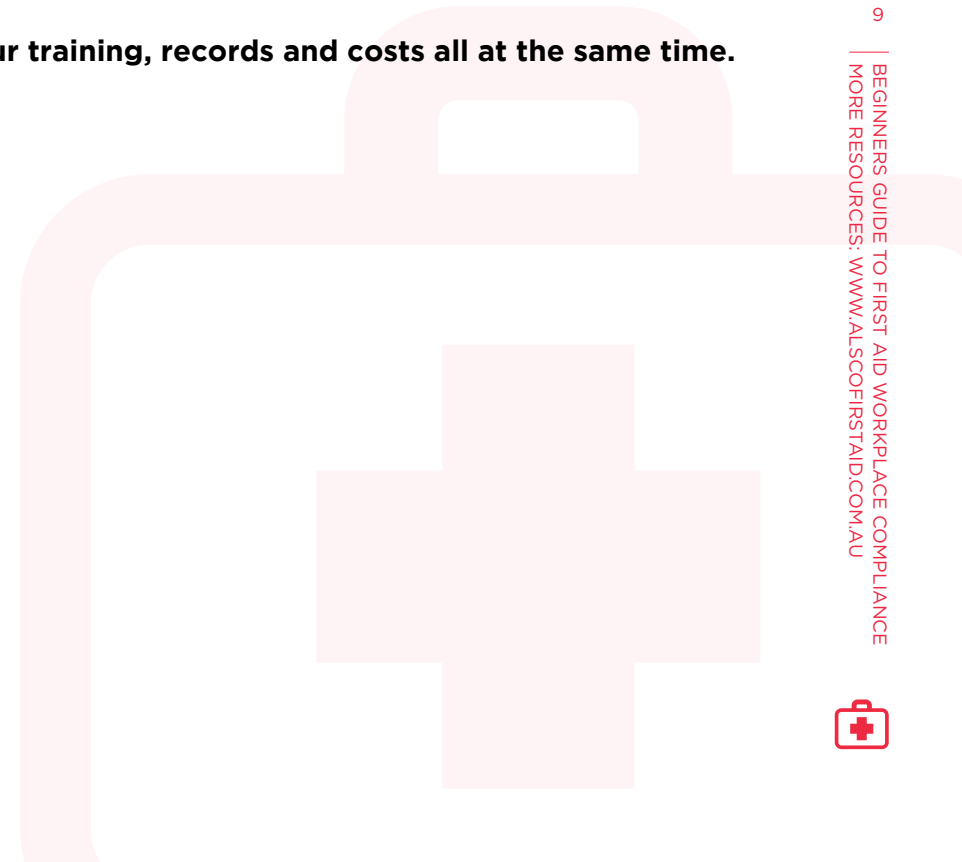 ur training, records and costs all at the same time.
9
BEGINNERS GUIDE TO FIRST AID WORKPLACE COMPLIANCE
MORE RESOURCES: WWW.ALSCOFIRSTAID.COM.AU